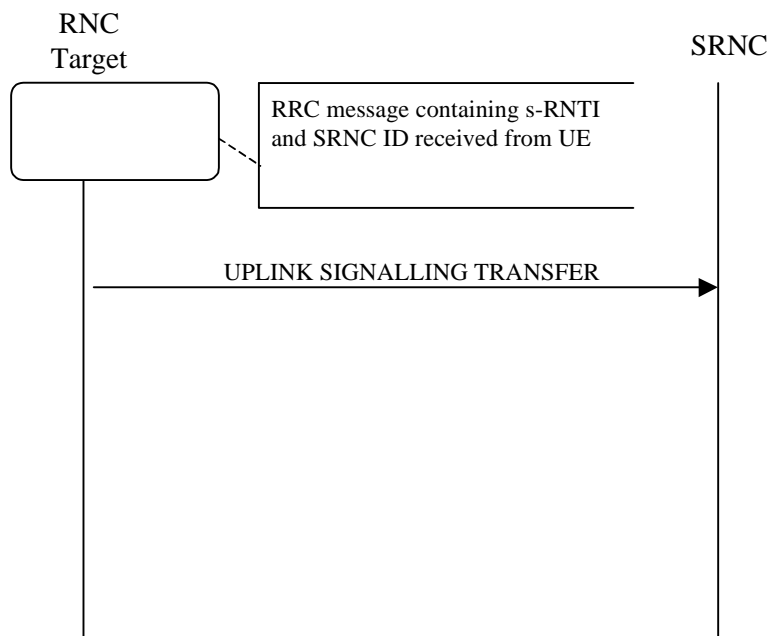 RNC
Target
SRNC
RRC message containing s-RNTI
and SRNC ID received from UE
UPLINK SIGNALLING TRANSFER